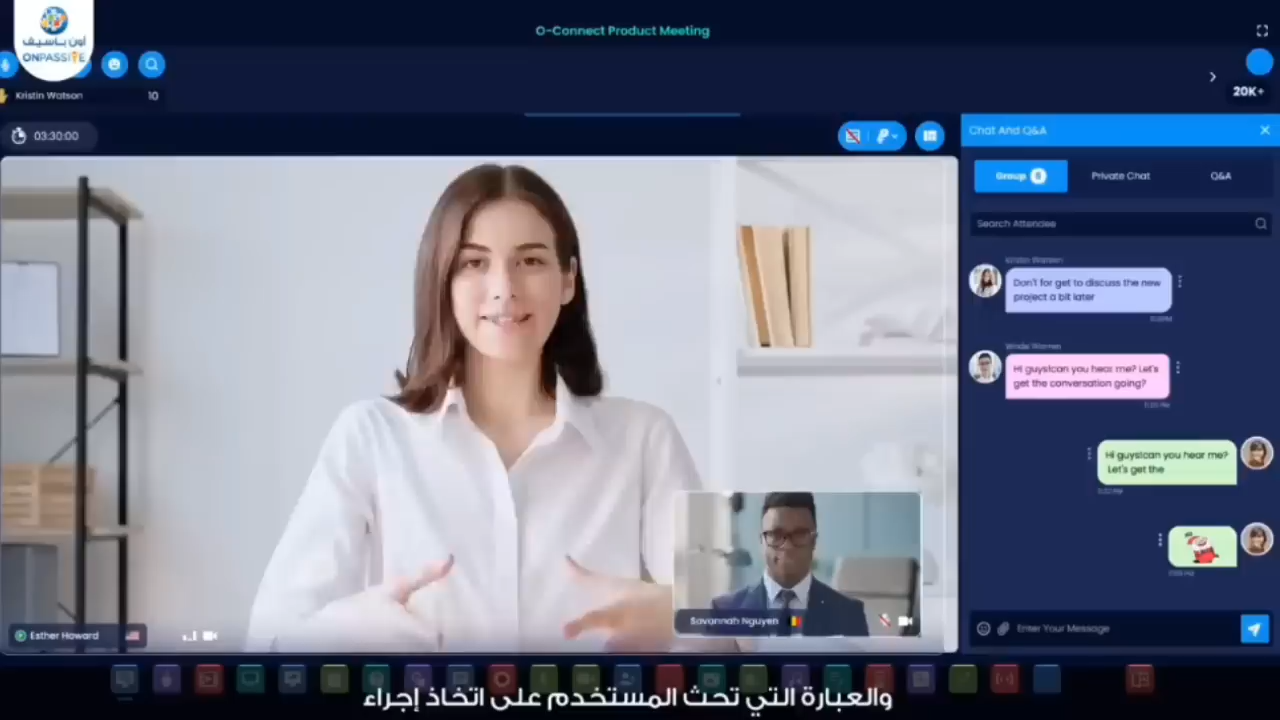 أون باسيف
ONPASSIVE
O-Connect Product Meeting
Kristin Watson
10
20K+
03:30:00
Chat And Q&A
Group
Private Chat
Q&A
Search Attendee
Kristin Watson
Don't for get to discuss the new
project a bit later
Hi guys!can you hear me? Let's
get the conversation going?
Hi guys!can you hear me?
Let's get the
Esther Howard
Savannah Nguyen
Enter Your Message
والعبارة التي تحث المستخدم على اتخاذ إجراء